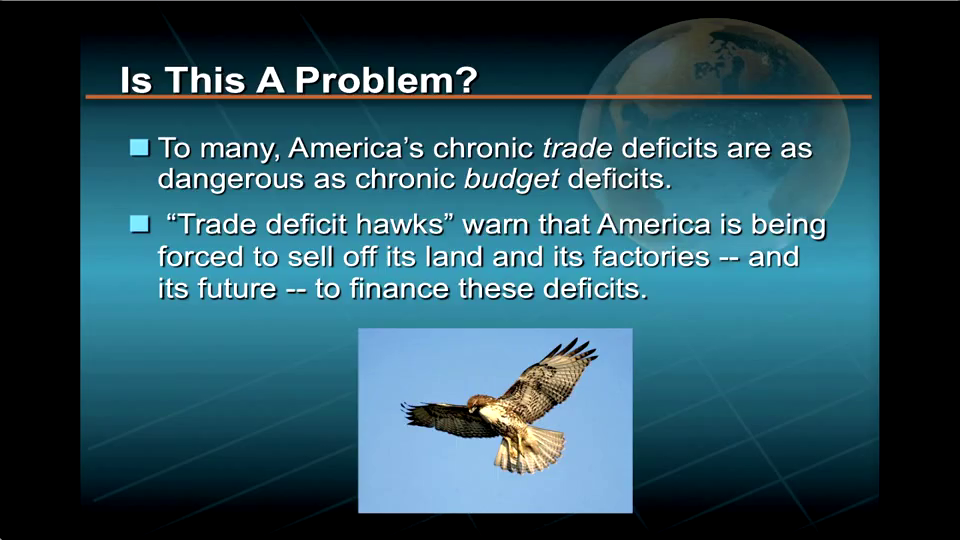 Is This A Problem?
To many, America’s chronic trade deficits are as
dangerous as chronic budget deficits.
“Trade deficit hawks” warn that America is being
forced to sell off its land and its factories -- and
its future -- to finance these deficits.